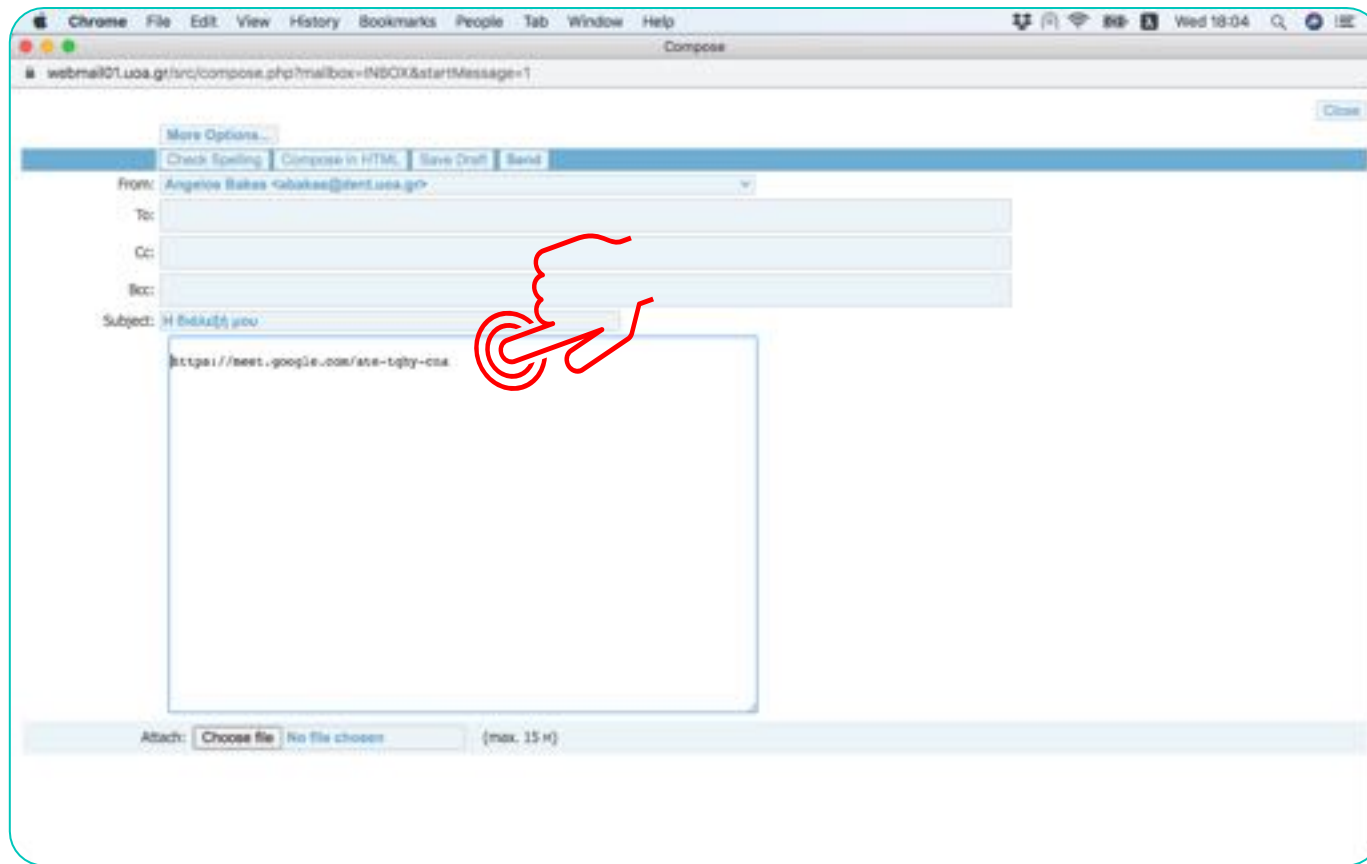 Chrome File Edit View History Bookmarks People Tab Window Help Wed 18:04
Compose
webmail01.uoa.gr/src/compose.php?mailbox=INBOX&startMessage=1
Close
More Options...
Check Spelling Compose in HTML Save Draft Send
From: Angelos Bakas <abakas@dent.uoa.gr>
To:
Cc:
Bcc:
Subject: Η διάλεξή μου
https://meet.google.com/
Attach: Choose file No file chosen (max. 15 M)